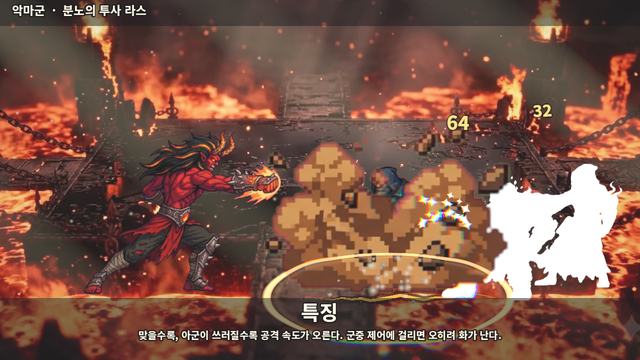 악마군 · 분노의 투사 라스
32
64
특징
맞을수록, 아군이 쓰러질수록 공격 속도가 오른다. 군중 제어에 걸리면 오히려 화가 난다.